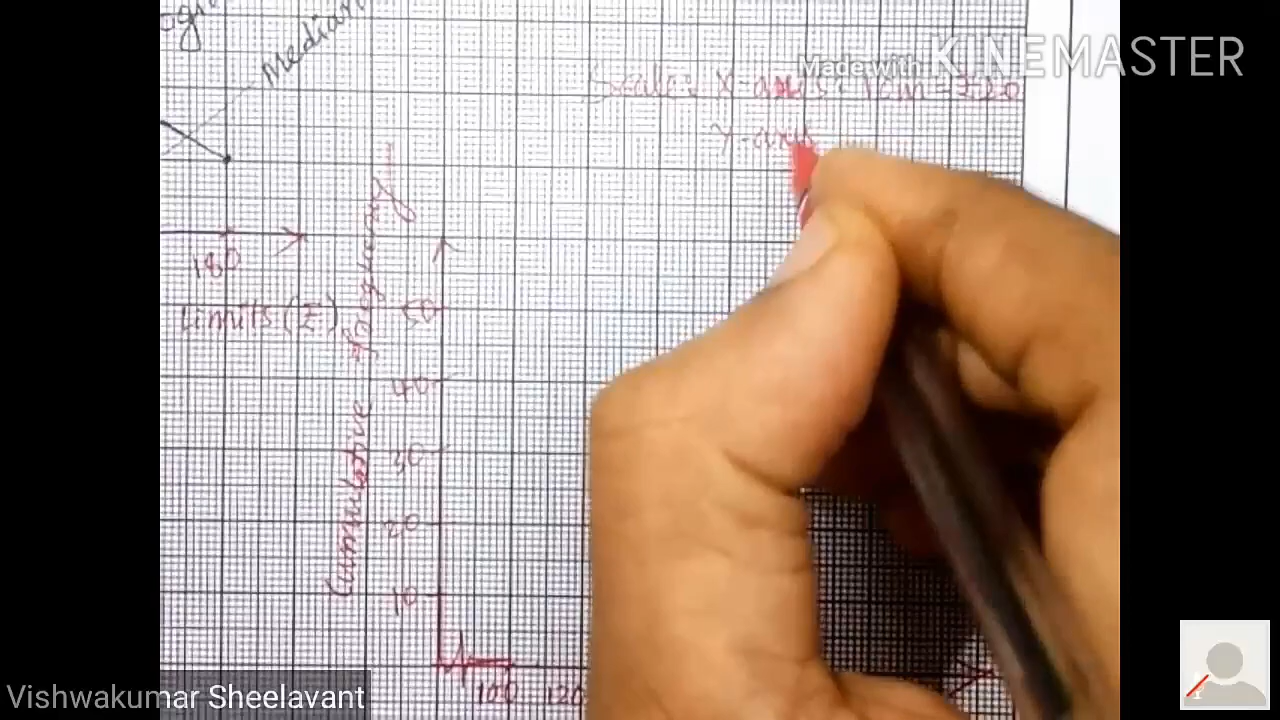 Made with KINEMASTER
median
Scale: X-axis: 1cm = ₹20
Y-axis
180
Limits (₹)
Cumulative frequency
50
40
30
20
10
100 120
Vishwakumar Sheelavant